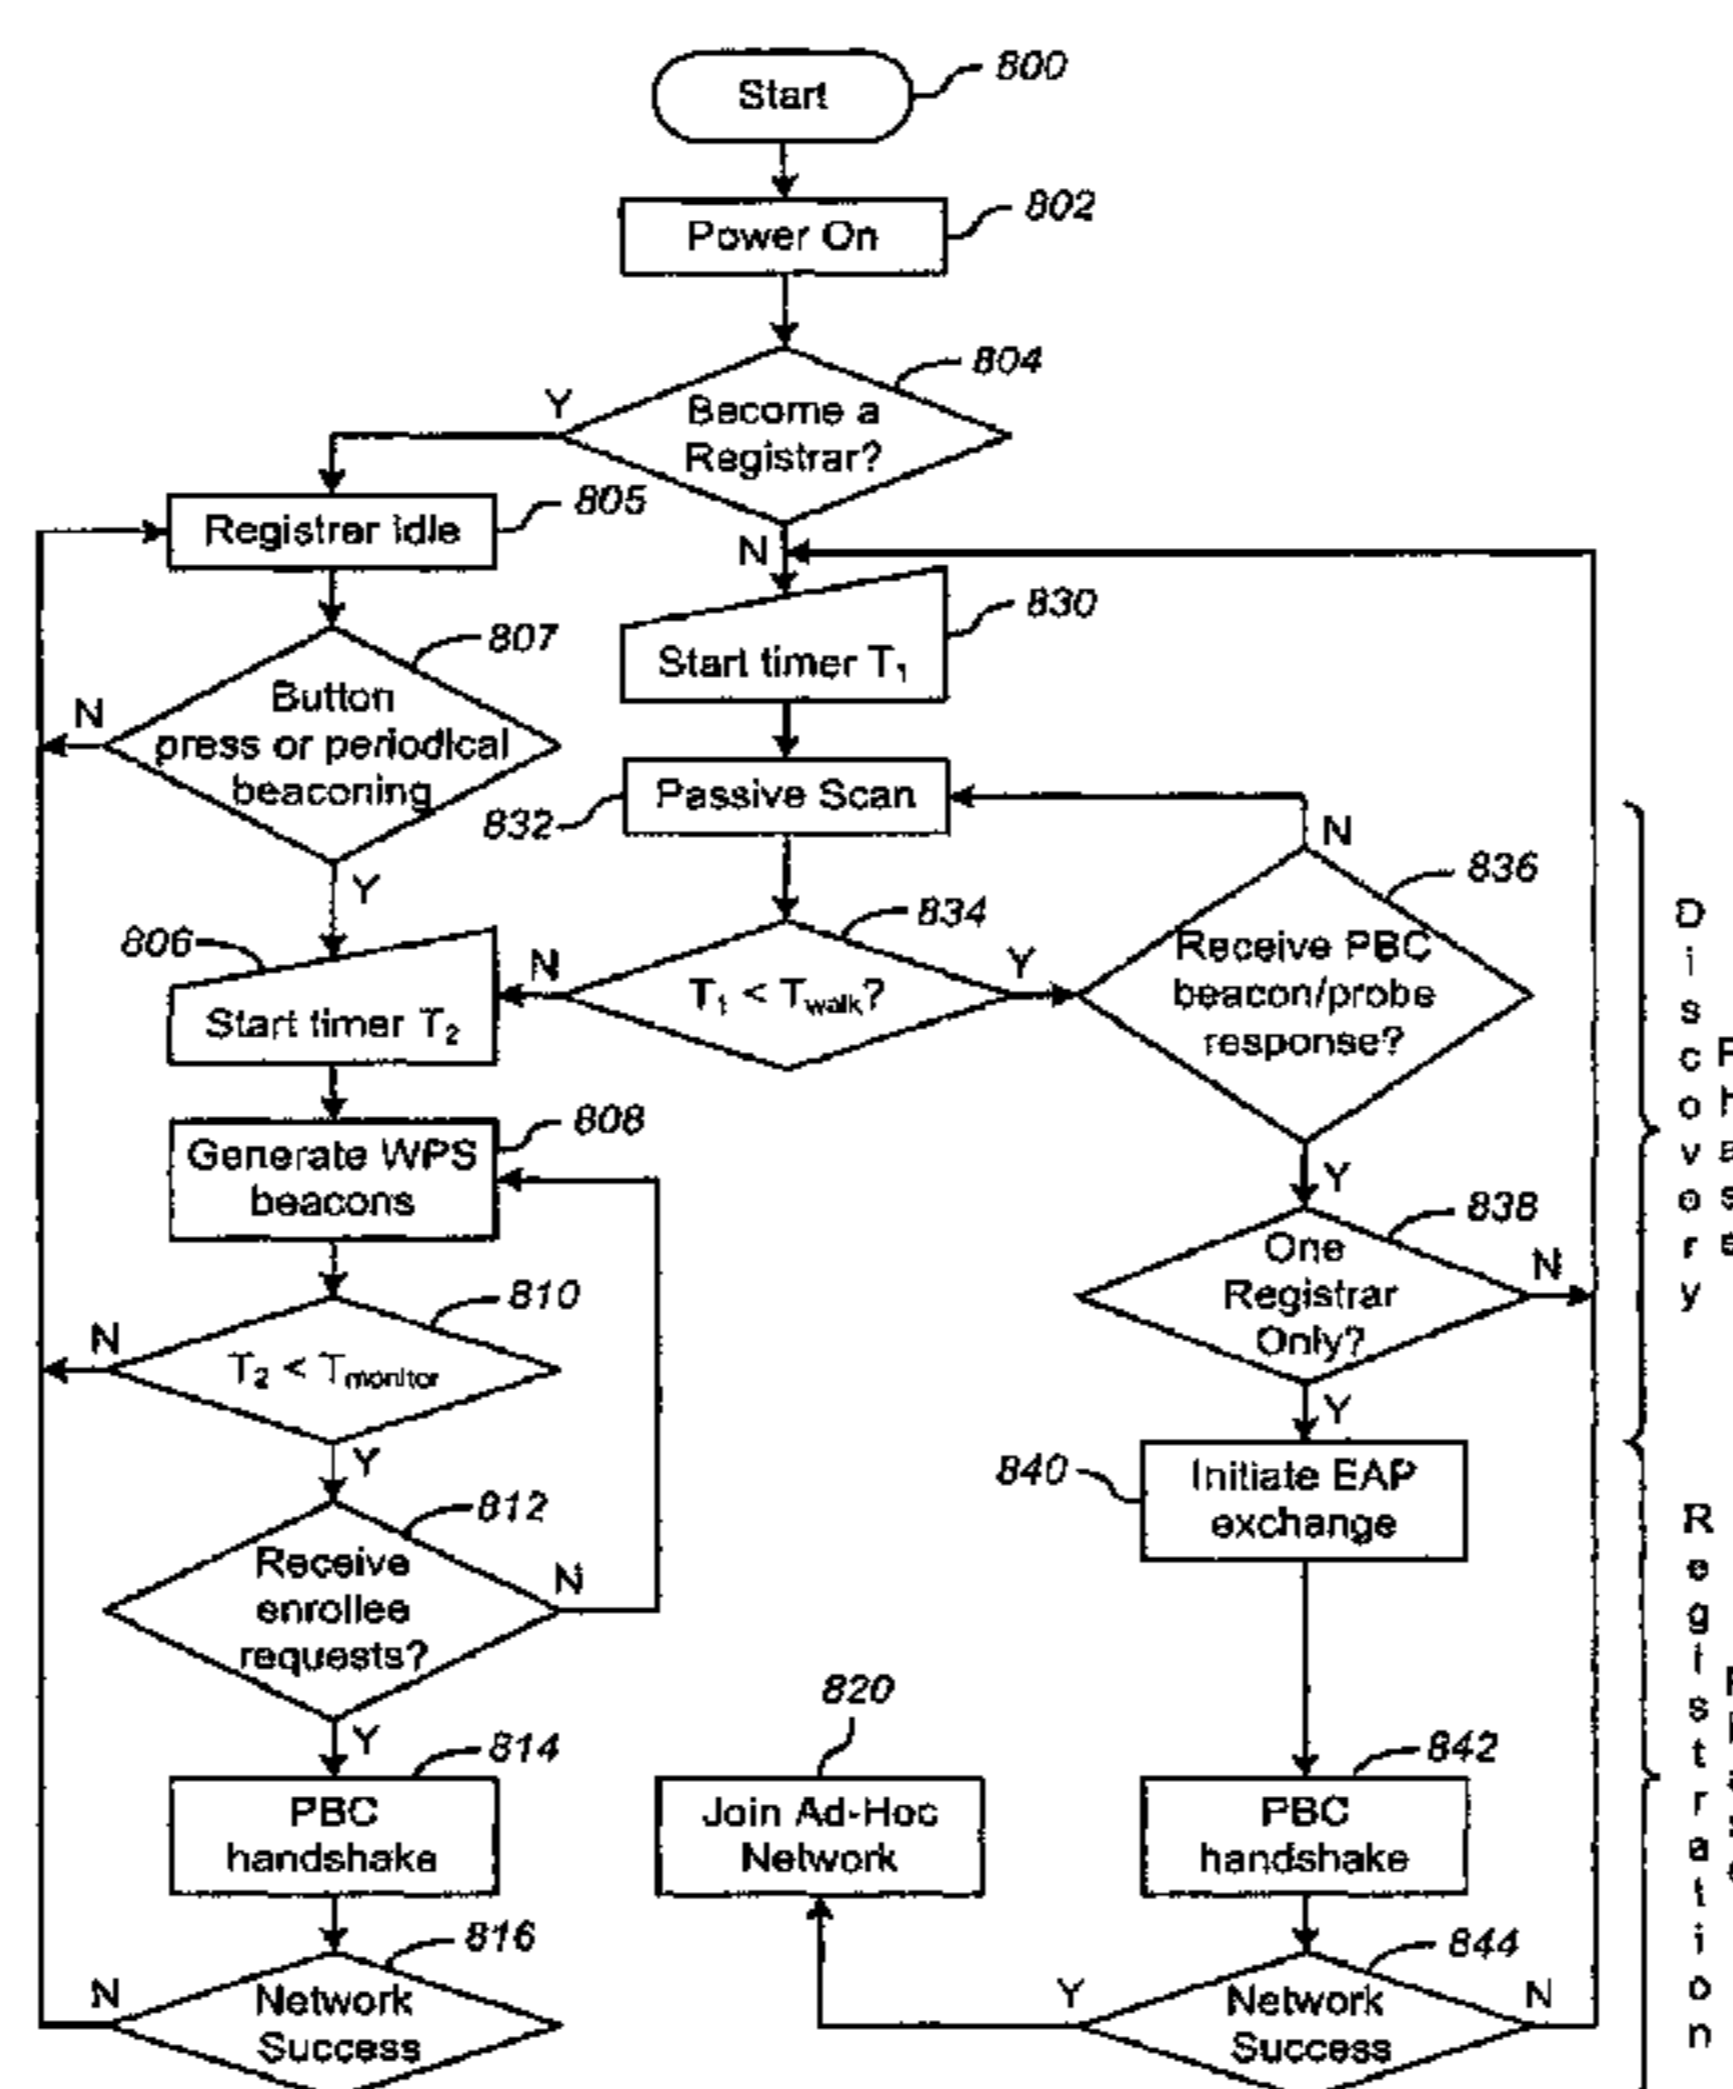 Start
800
Power On
802
Become a
Registrar?
804
Y
N
Registrer Idle
805
Button
press or periodical
beaconing
807
N
Y
Start timer T1
830
Passive Scan
832
T1 < Twalk?
834
N
Y
Receive PBC
beacon/probe
response?
836
N
Y
806
Start timer T2
Generate WPS
beacons
808
One
Registrar
Only?
838
N
Y
T2 < Tmonitor
810
N
Y
Receive
enrollee
requests?
812
N
Y
840
Initiate EAP
exchange
PBC
handshake
814
820
Join Ad-Hoc
Network
PBC
handshake
842
Network
Success
816
N
Network
Success
844
Y
N
Discovory
Registration